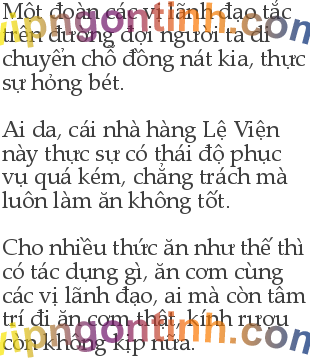 Một đoàn các vị lãnh đạo tắc
trên đường đợi người ta di
chuyển chỗ đồng nát kia, thực
sự hỏng bét.
Ai da, cái nhà hàng Lệ Viện
này thực sự có thái độ phục
vụ quá kém, chẳng trách mà
luôn làm ăn không tốt.
Cho nhiều thức ăn như thế thì
có tác dụng gì, ăn cơm cùng
các vị lãnh đạo, ai mà còn tâm
trí đi ăn cơm thật, kính rượu
còn không kịp nữa.
vipngontinh.com
vipngontinh.com